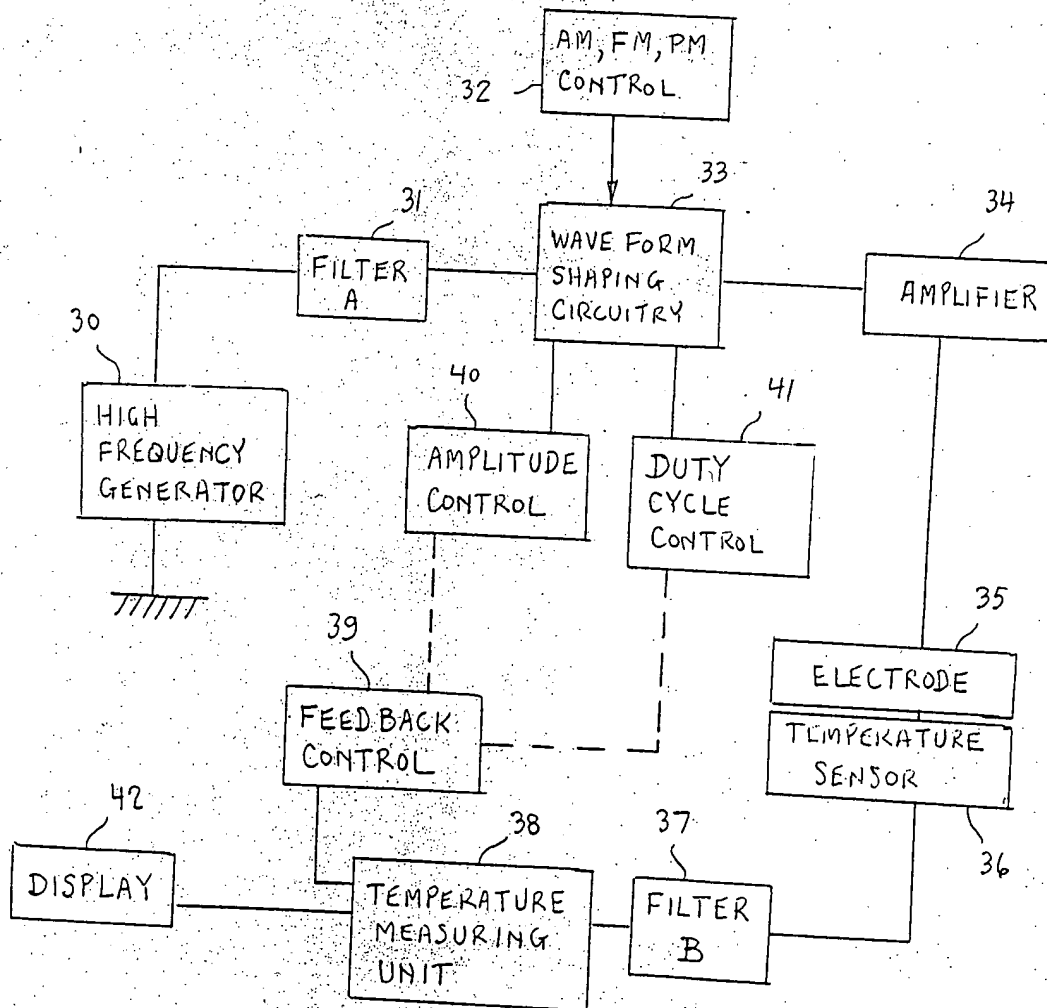 AM, FM, PM
CONTROL
32
33
31
34
WAVE FORM
SHAPING
CIRCUITRY
FILTER
A
AMPLIFIER
30
40
41
HIGH
FREQUENCY
GENERATOR
AMPLITUDE
CONTROL
DUTY
CYCLE
CONTROL
39
35
ELECTRODE
FEEDBACK
CONTROL
TEMPERATURE
SENSOR
42
38
37
36
DISPLAY
TEMPERATURE
MEASURING
UNIT
FILTER
B